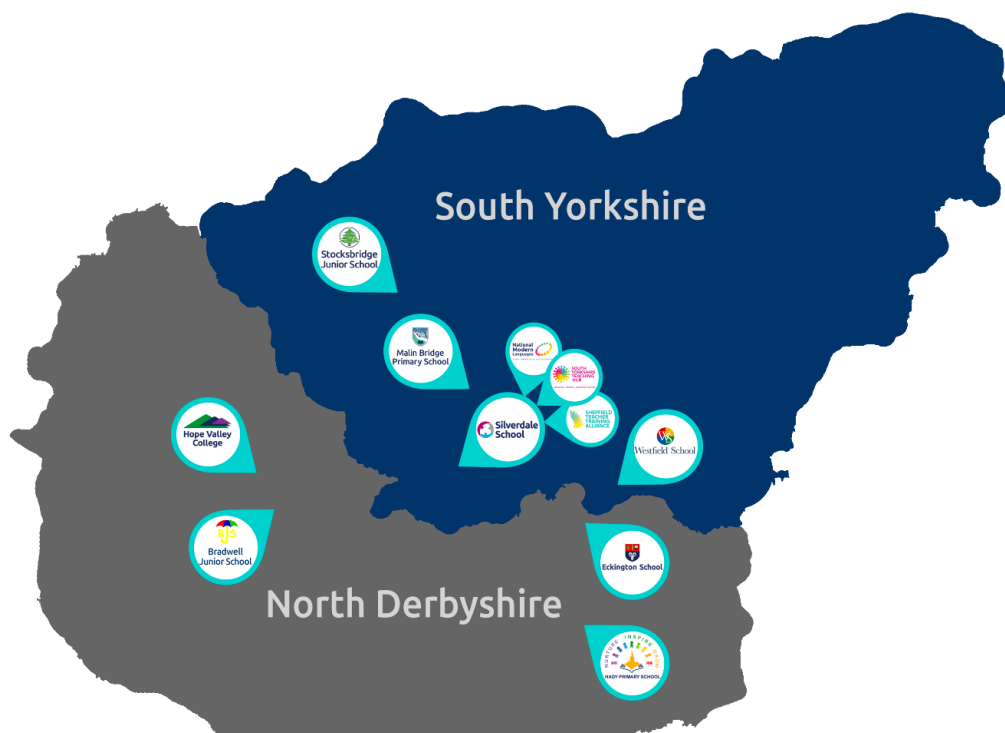 South Yorkshire
Stocksbridge
Junior School
Malin Bridge
Primary School
National
Modern
Languages
SOUTH
YORKSHIRE
TEACHING
HUB
Silverdale
School
SHEFFIELD
TEACHER
TRAINING
ALLIANCE
Hope Valley
College
Westfield School
BJS
Bradwell
Junior School
Eckington School
North Derbyshire
NURTURE INSPIRE GROW
HADY PRIMARY SCHOOL